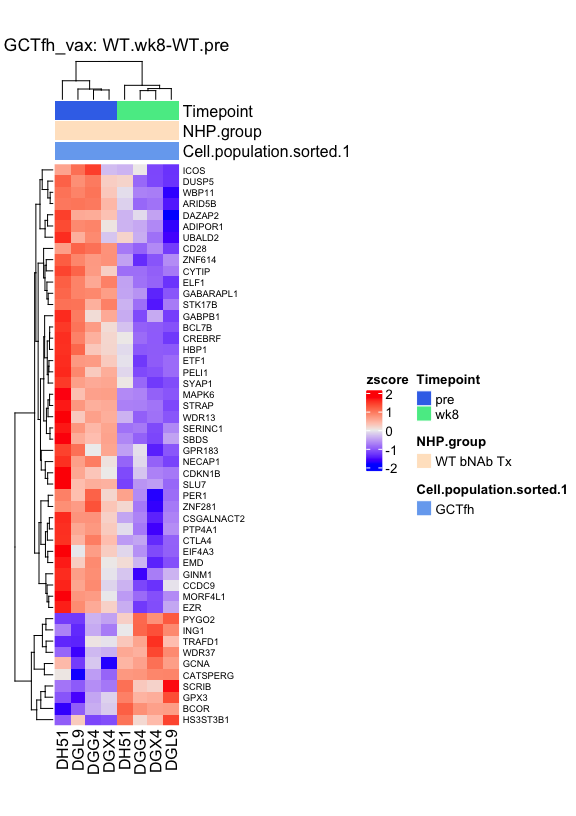 GCTfh_vax: WT.wk8-WT.pre
Timepoint
NHP.group
Cell.population.sorted.1
ICOS
DUSP5
WBP11
ARID5B
DAZAP2
ADIPOR1
UBALD2
CD28
ZNF614
CYTIP
ELF1
GABARAPL1
STK17B
GABPB1
BCL7B
CREBRF
HBP1
ETF1
PELI1
SYAP1
MAPK6
STRAP
WDR13
SERINC1
SBDS
GPR183
NECAP1
CDKN1B
SLU7
PER1
ZNF281
CSGALNACT2
PTP4A1
CTLA4
EIF4A3
EMD
GINM1
CCDC9
MORF4L1
EZR
PYGO2
ING1
TRAFD1
WDR37
GCNA
CATSPERG
SCRIB
GPX3
BCOR
HS3ST3B1
DH51
DGL9
DGG4
DGX4
DH51
DGG4
DGX4
DGL9
zscore
2
1
0
-1
-2
Timepoint
pre
wk8
NHP.group
WT bNAb Tx
Cell.population.sorted.1
GCTfh